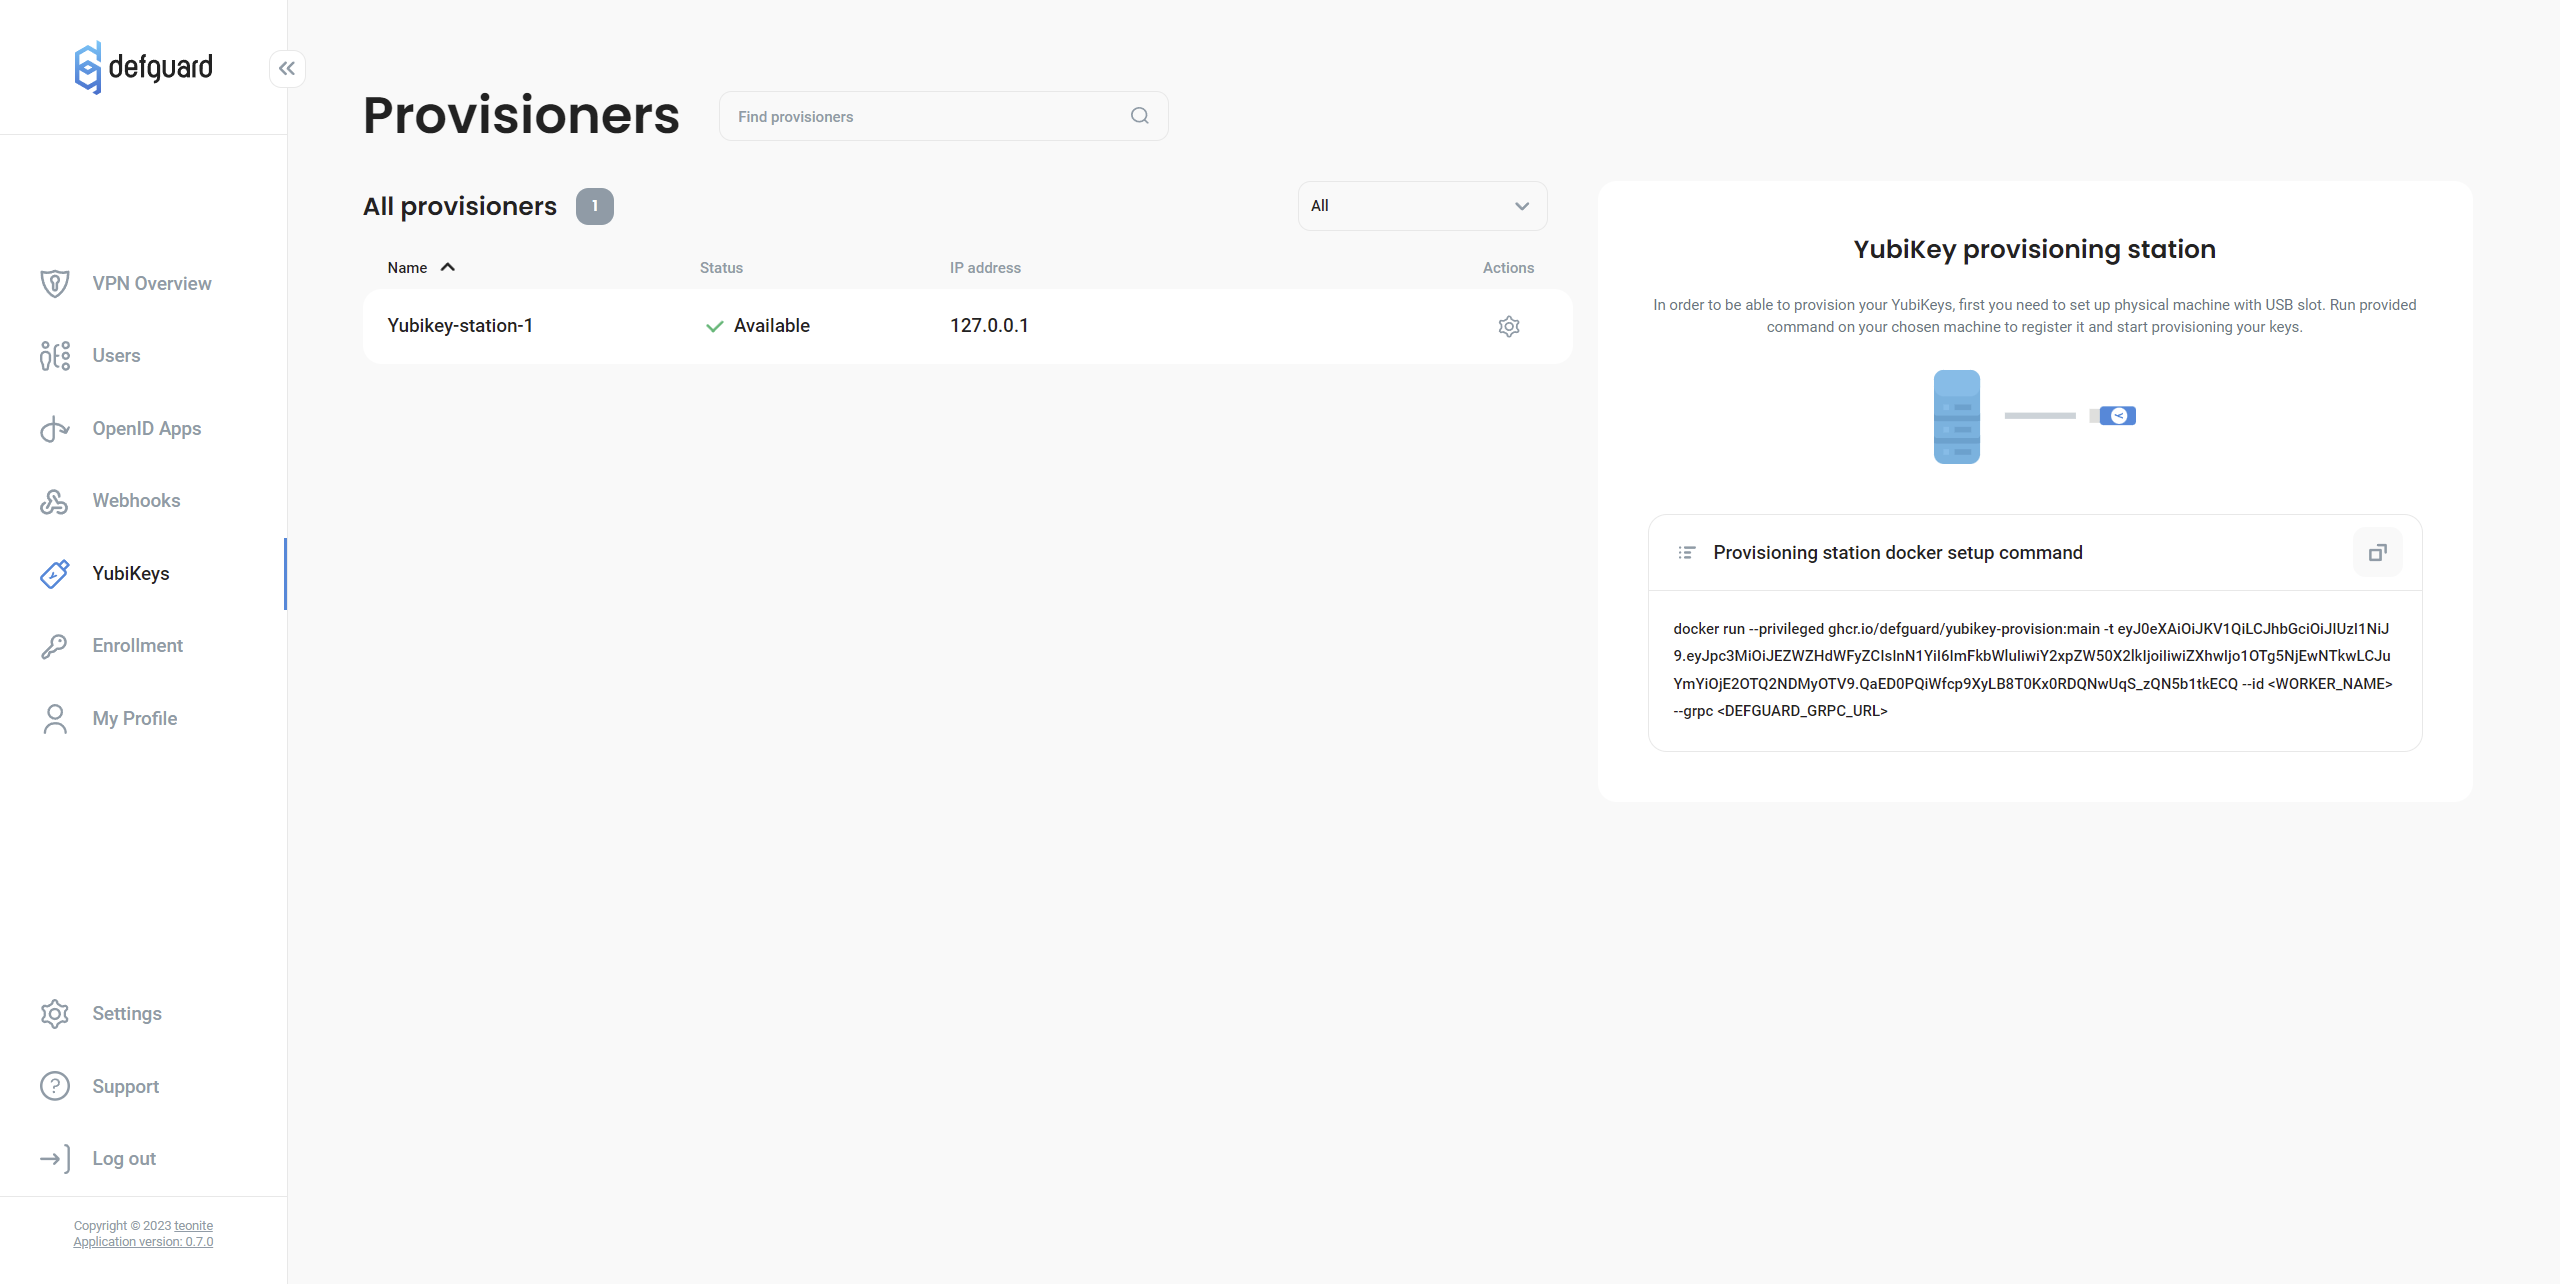 defguard
VPN Overview
Users
OpenID Apps
Webhooks
YubiKeys
Enrollment
My Profile
Settings
Support
Log out
Copyright © 2023 teonite
Application version: 0.7.0
Provisioners
Find provisioners
All provisioners 1
All
Name Status IP address Actions
Yubikey-station-1 Available 127.0.0.1
YubiKey provisioning station
In order to be able to provision your YubiKeys, first you need to set up physical machine with USB slot. Run provided
command on your chosen machine to register it and start provisioning your keys.
Provisioning station docker setup command
docker run --privileged ghcr.io/defguard/yubikey-provision:main -t eyJ0eXAiOiJKV1QiLCJhbGciOiJIUzI1NiJ
9.eyJpc3MiOiJEZWZHdWFyZCIsInN1YiI6ImFkbWluIiwiY2xpZW50X2lkIjoiIiwiZXhwIjo1OTg5NjEwNTkwLCJu
YmYiOjE2OTQ2NDMyOTV9.QaED0PQiWfcp9XyLB8T0Kx0RDQNwUqS_zQN5b1tkECQ --id <WORKER_NAME>
--grpc <DEFGUARD_GRPC_URL>